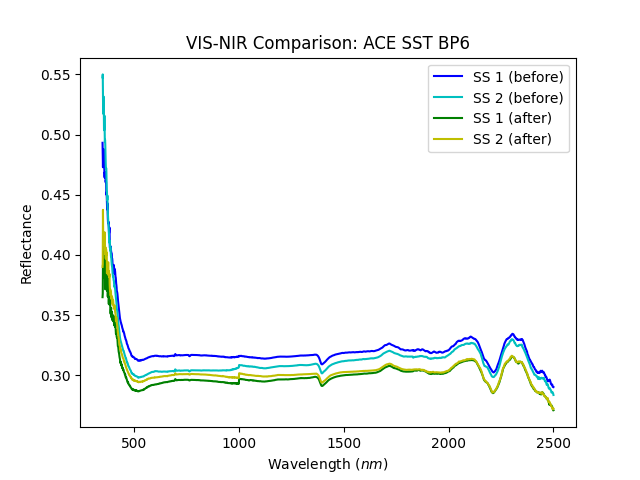 VIS-NIR Comparison: ACE SST BP6
SS 1 (before)
SS 2 (before)
SS 1 (after)
SS 2 (after)
Reflectance
0.55
0.50
0.45
0.40
0.35
0.30
500 1000 1500 2000 2500
Wavelength (nm)